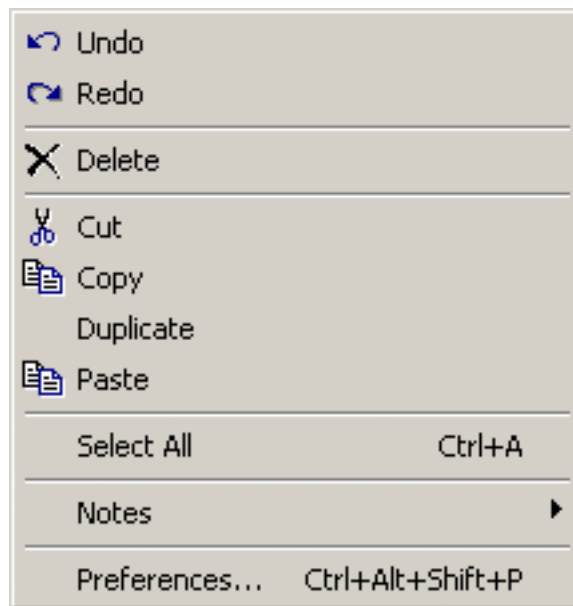 Undo
Redo
Delete
Cut
Copy
Duplicate
Paste
Select All Ctrl+A
Notes
Preferences... Ctrl+Alt+Shift+P